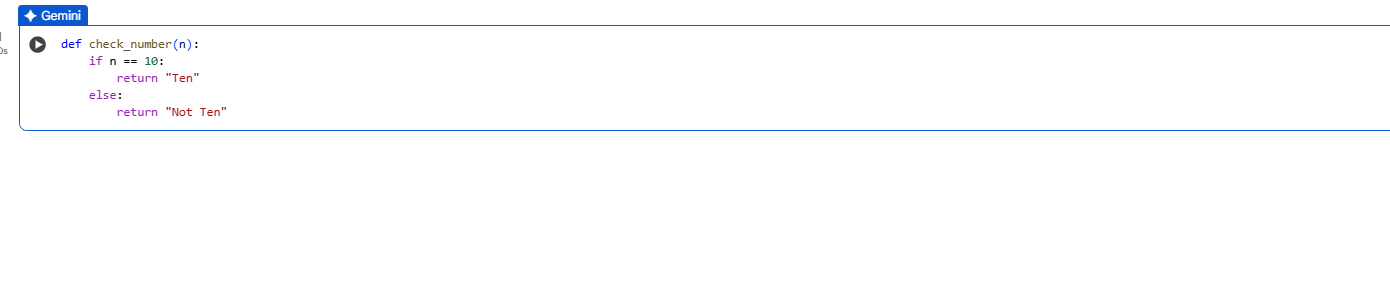 Gemini
def check_number(n):
    if n == 10:
        return "Ten"
    else:
        return "Not Ten"